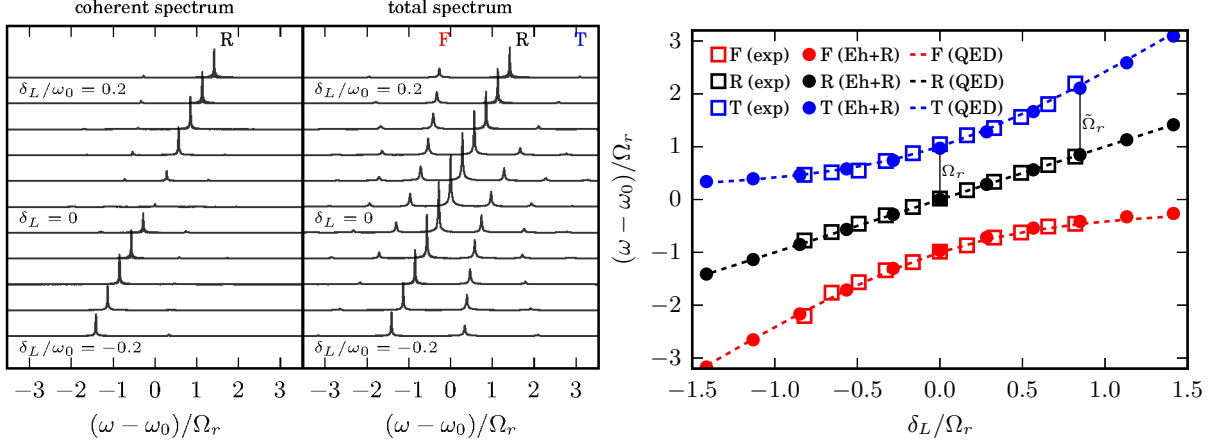 coherent spectrum
total spectrum
R
F
R
T
δ_L/ω_0 = 0.2
δ_L = 0
δ_L/ω_0 = −0.2
δ_L/ω_0 = 0.2
δ_L = 0
δ_L/ω_0 = −0.2
−3 −2 −1 0 1 2 3
−3 −2 −1 0 1 2 3
(ω − ω_0)/Ω_r
(ω − ω_0)/Ω_r
F (exp) F (Eh+R) F (QED)
R (exp) R (Eh+R) R (QED)
T (exp) T (Eh+R) T (QED)
Ω̃_r
Ω_r
3
2
1
0
−1
−2
−3
(ω − ω_0)/Ω_r
−1.5 −1.0 −0.5 0.0 0.5 1.0 1.5
δ_L/Ω_r